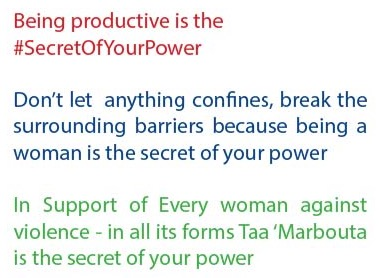 Being productive is the
#SecretOfYourPower
Don't let anything confines, break the
surrounding barriers because being a
woman is the secret of your power
In Support of Every woman against
violence - in all its forms Taa 'Marbouta
is the secret of your power